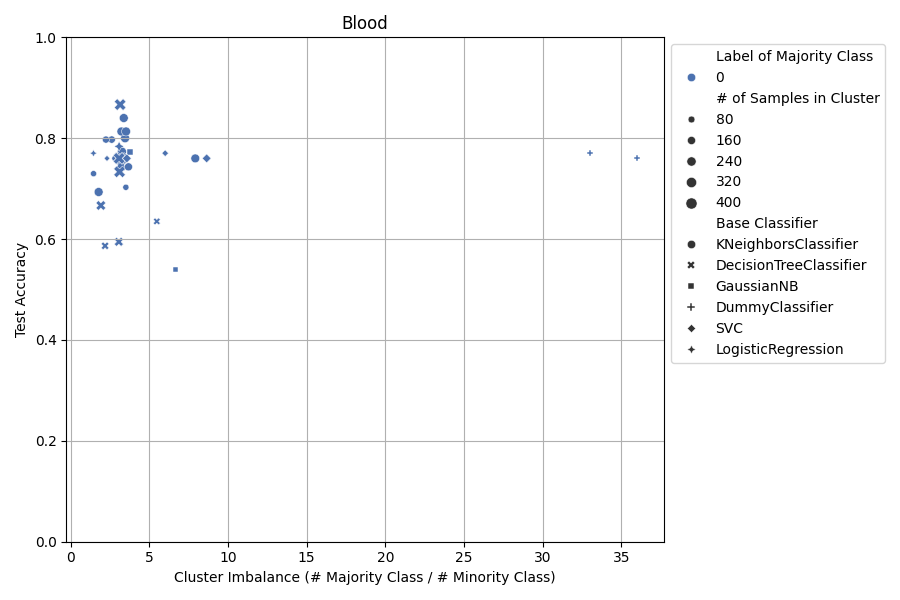 Blood
1.0
0.8
0.6
0.4
0.2
0.0
Test Accuracy
0 5 10 15 20 25 30 35
Cluster Imbalance (# Majority Class / # Minority Class)
Label of Majority Class
0
# of Samples in Cluster
80
160
240
320
400
Base Classifier
KNeighborsClassifier
DecisionTreeClassifier
GaussianNB
DummyClassifier
SVC
LogisticRegression